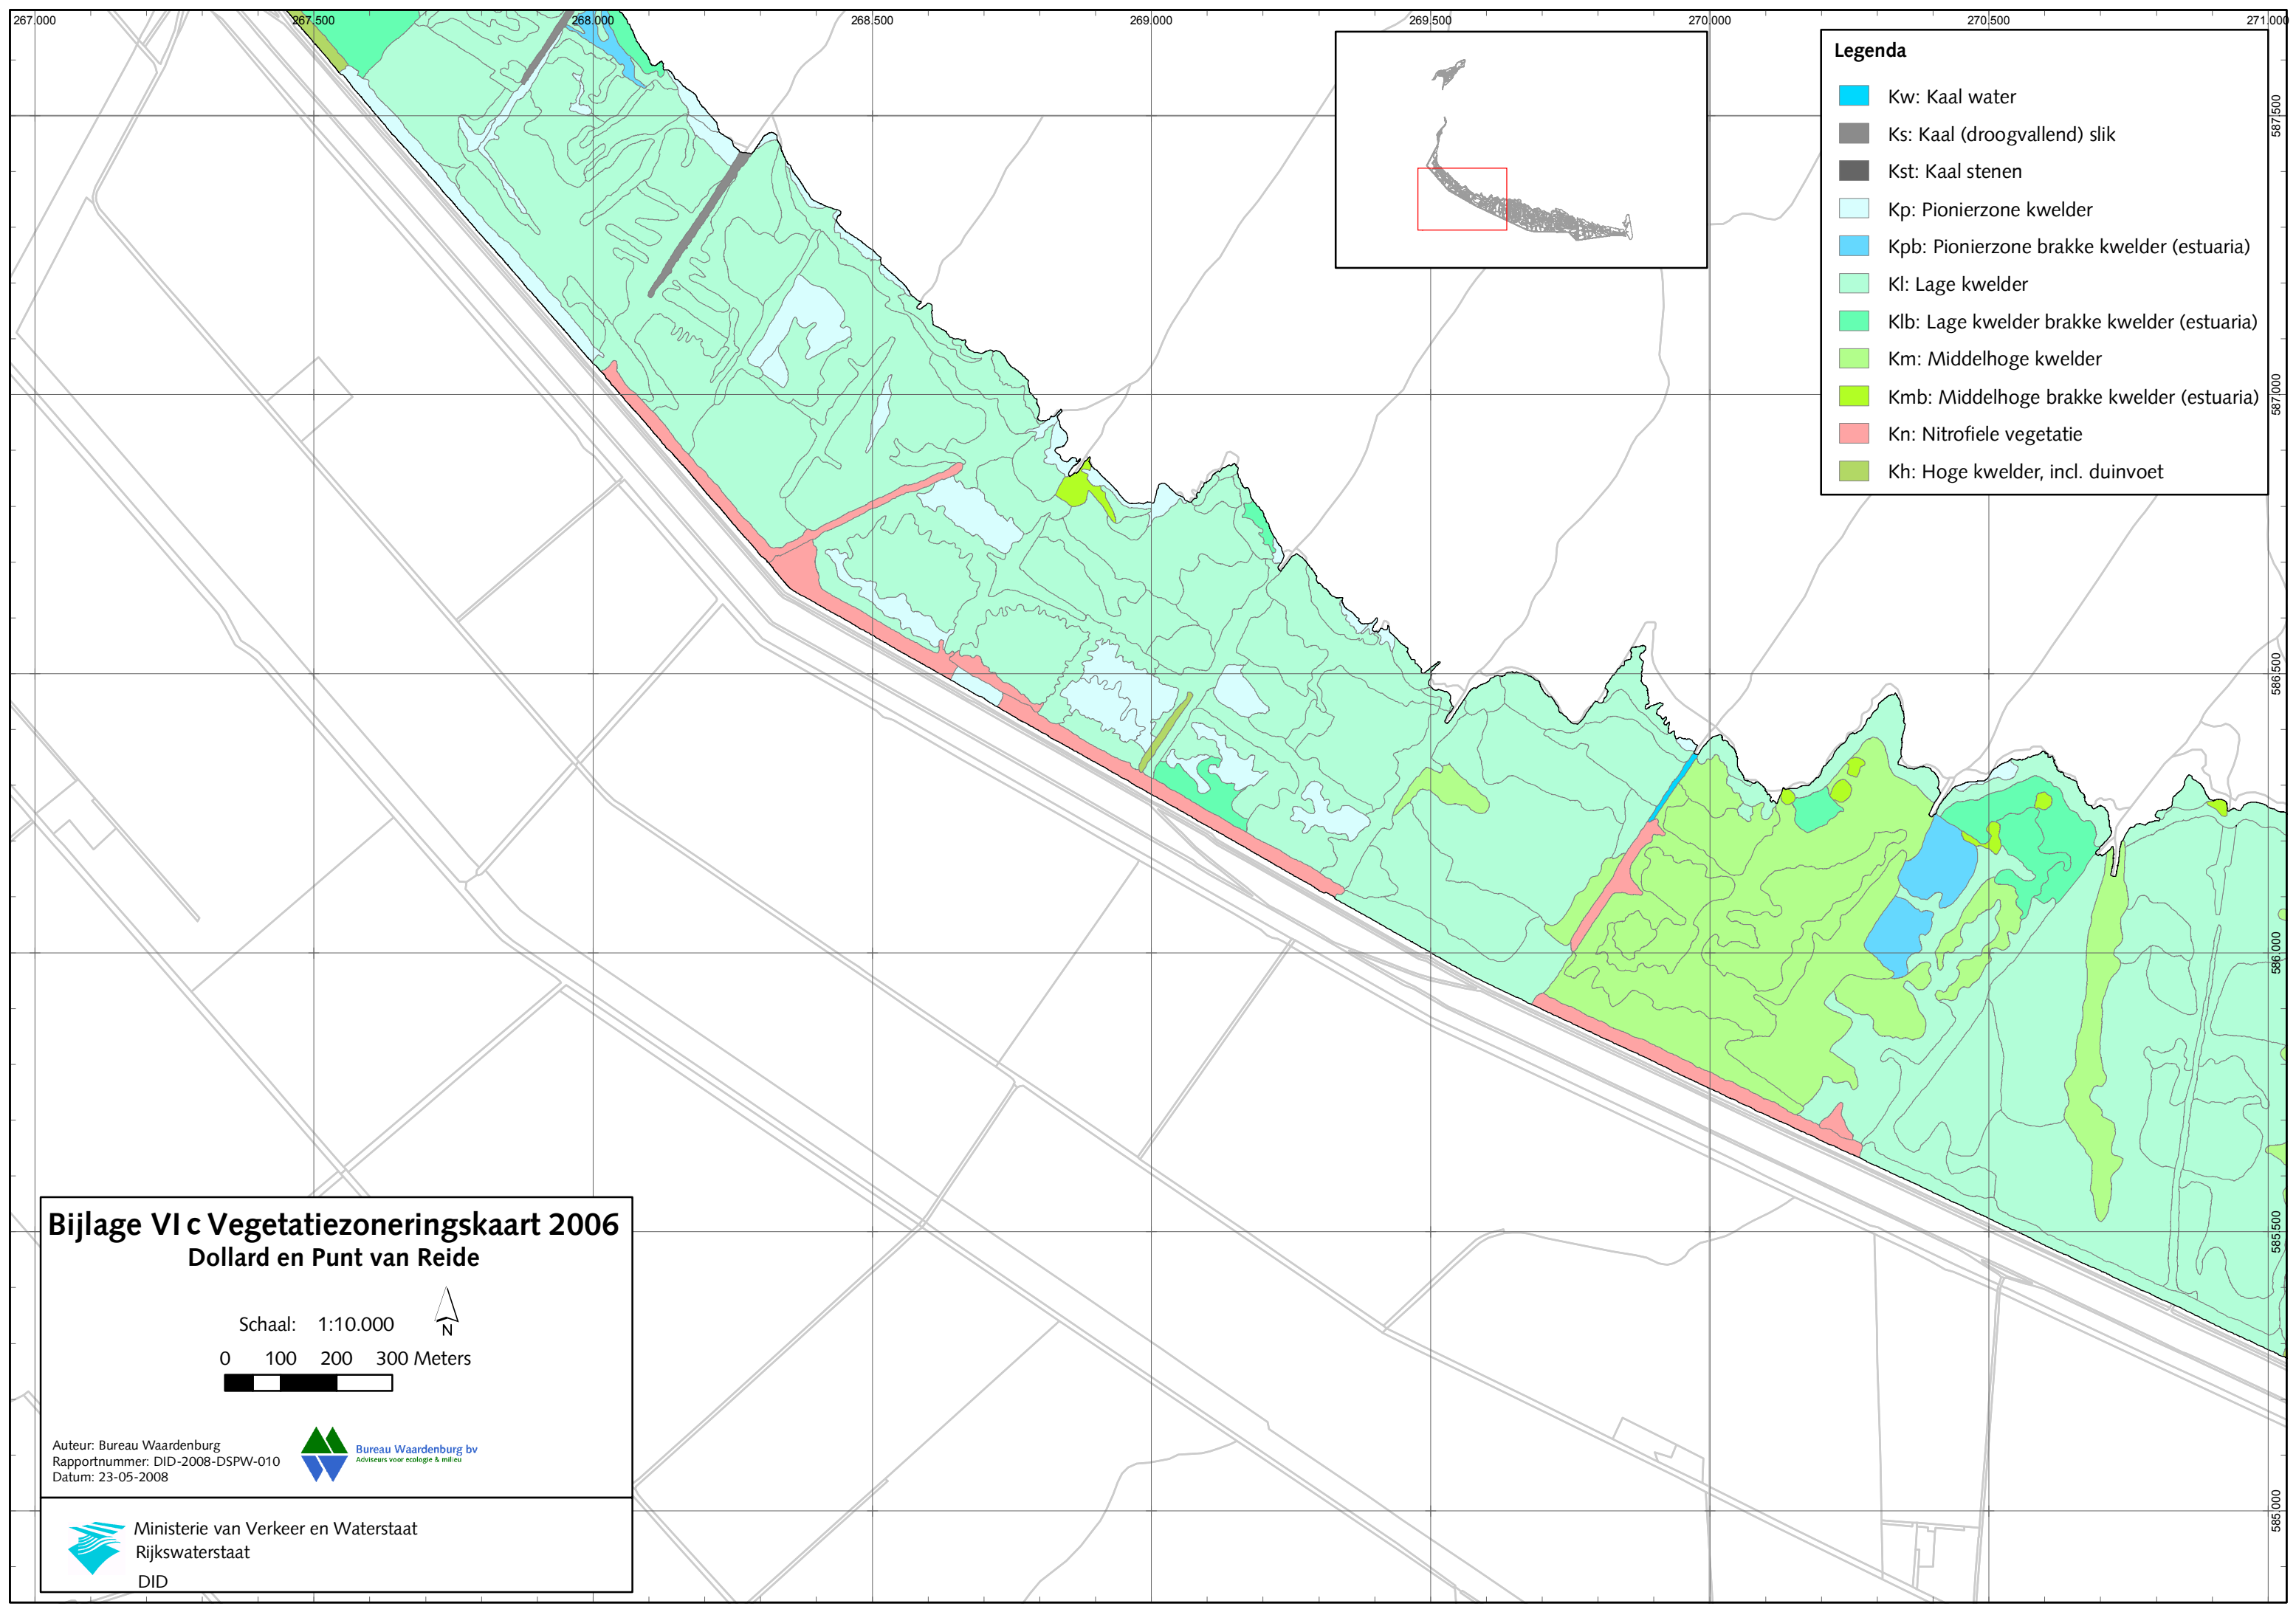 267.000 267.500 268.000 268.500 269.000 269.500 270.000 270.500 271.000
587.500
587.000
586.500
586.000
585.500
585.000
Legenda
Kw: Kaal water
Ks: Kaal (droogvallend) slik
Kst: Kaal stenen
Kp: Pionierzone kwelder
Kpb: Pionierzone brakke kwelder (estuaria)
Kl: Lage kwelder
Klb: Lage kwelder brakke kwelder (estuaria)
Km: Middelhoge kwelder
Kmb: Middelhoge brakke kwelder (estuaria)
Kn: Nitrofiele vegetatie
Kh: Hoge kwelder, incl. duinvoet
Bijlage VI c Vegetatiezoneringskaart 2006
Dollard en Punt van Reide
Schaal: 1:10.000
N
0 100 200 300 Meters
Auteur: Bureau Waardenburg
Rapportnummer: DID-2008-DSPW-010
Datum: 23-05-2008
Bureau Waardenburg bv
Adviseurs voor ecologie & milieu
Ministerie van Verkeer en Waterstaat
Rijkswaterstaat
DID